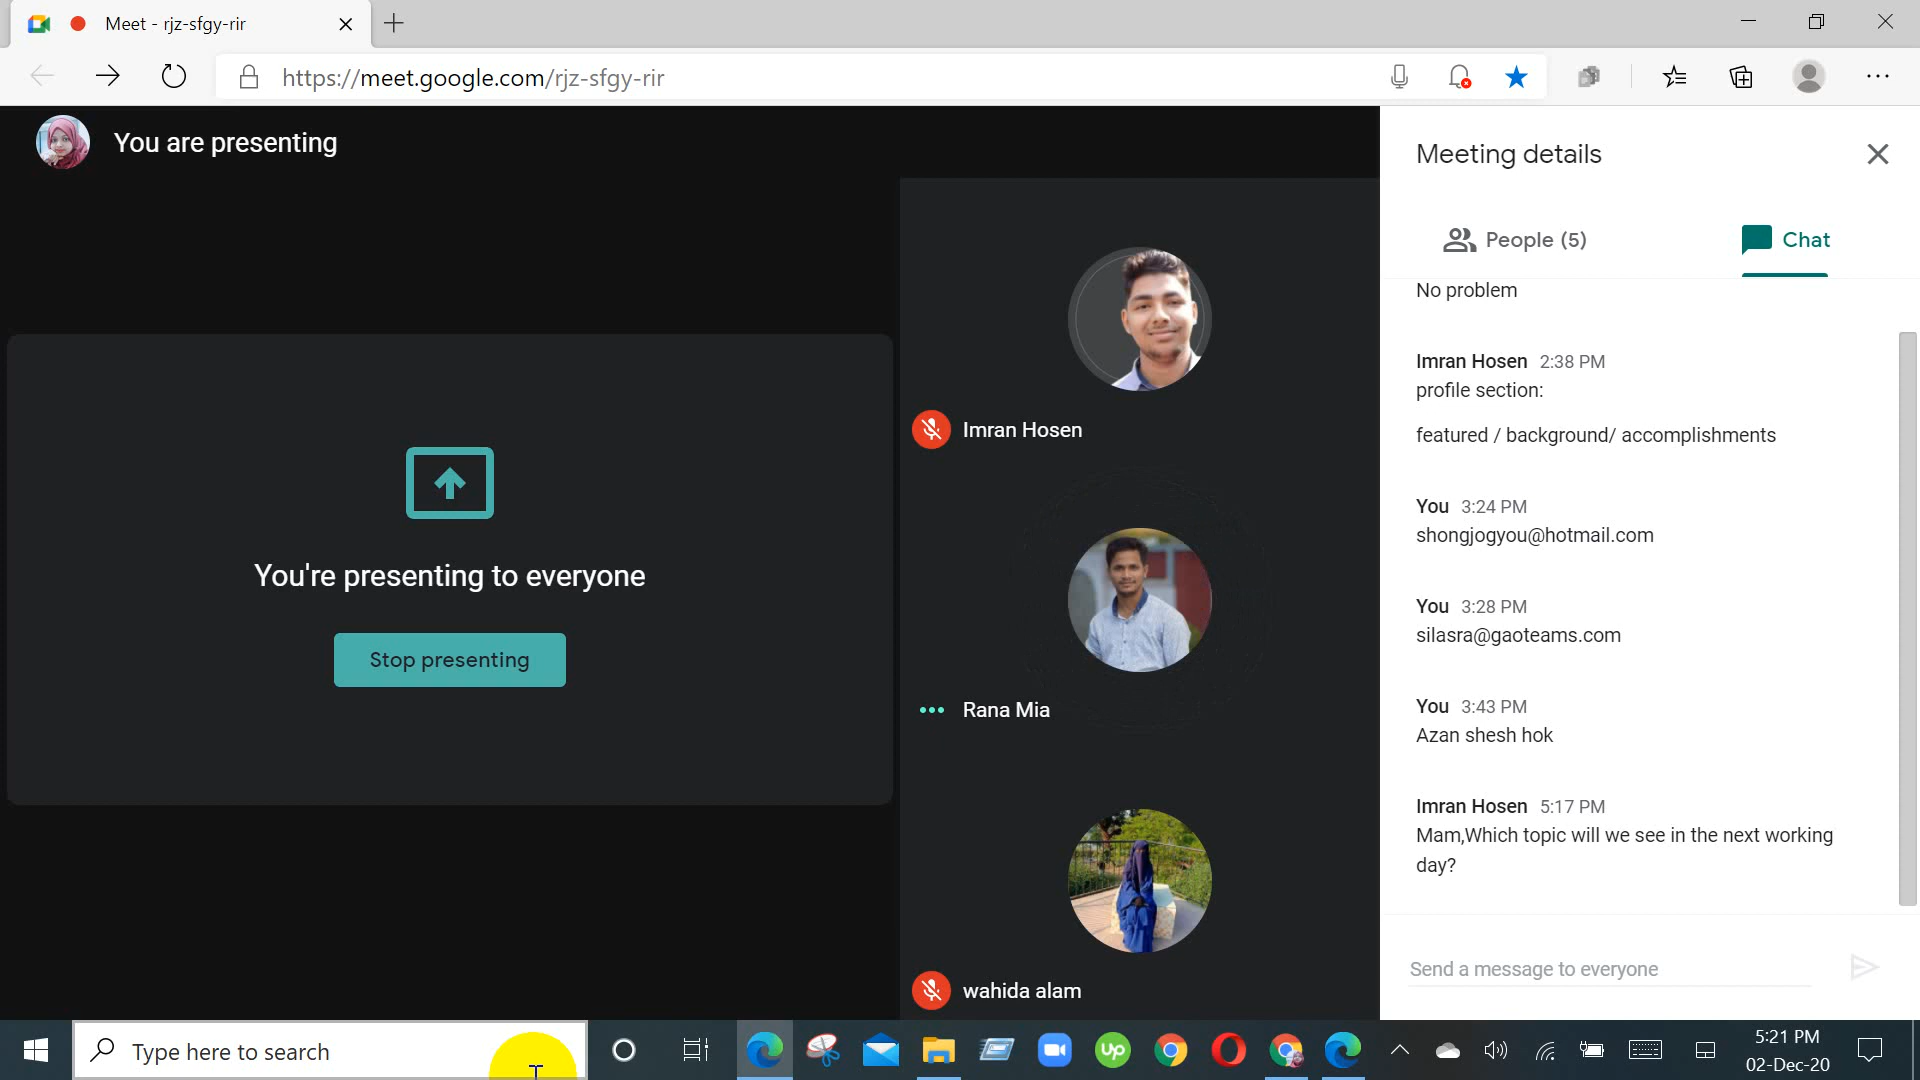 Meet - rjz-sfgy-rir
https://meet.google.com/rjz-sfgy-rir
You are presenting
You're presenting to everyone
Stop presenting
Imran Hosen
Rana Mia
wahida alam
Meeting details
People (5)
Chat
No problem
Imran Hosen 2:38 PM
profile section:
featured / background/ accomplishments
You 3:24 PM
shongjogyou@hotmail.com
You 3:28 PM
silasra@gaoteams.com
You 3:43 PM
Azan shesh hok
Imran Hosen 5:17 PM
Mam,Which topic will we see in the next working
day?
Send a message to everyone
Type here to search
Up
5:21 PM
02-Dec-20